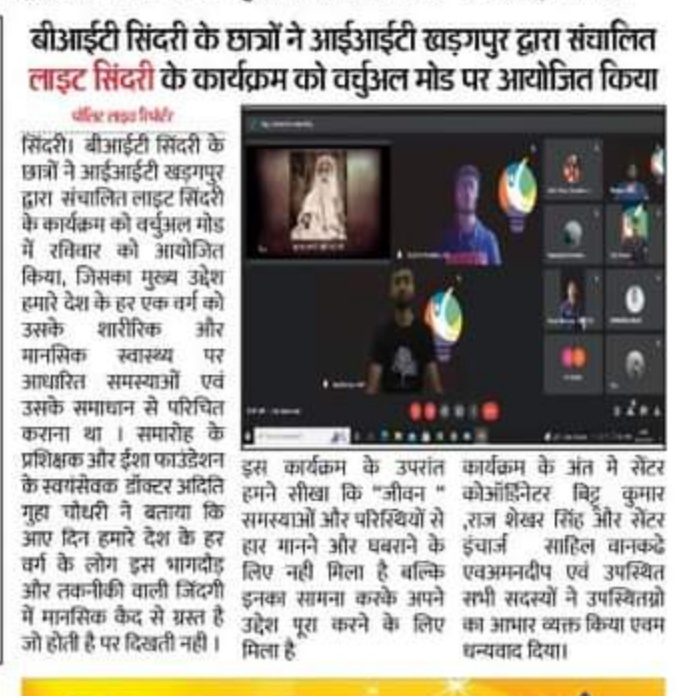 बीआईटी सिंदरी के छात्रों ने आईआईटी खड़गपुर द्वारा संचालित
लाइट सिंदरी के कार्यक्रम को वर्चुअल मोड पर आयोजित किया
पोलिट लाइव रिपोर्टर
सिंदरी। बीआईटी सिंदरी के
छात्रों ने आईआईटी खड़गपुर
द्वारा संचालित लाइट सिंदरी
के कार्यक्रम को वर्चुअल मोड
में रविवार को आयोजित
किया, जिसका मुख्य उद्देश
हमारे देश के हर एक वर्ग को
उसके शारीरिक और
मानसिक स्वास्थ्य पर
आधारित समस्याओं एवं
उसके समाधान से परिचित
कराना था । समारोह के
प्रशिक्षक और ईशा फाउंडेशन
के स्वयंसेवक डॉक्टर अदिति
गुहा चौधरी ने बताया कि
आए दिन हमारे देश के हर
वर्ग के लोग इस भागदौड़
और तकनीकी वाली जिंदगी
में मानसिक कैद से ग्रस्त है
जो होती है पर दिखती नही ।
इस कार्यक्रम के उपरांत
हमने सीखा कि "जीवन "
समस्याओं और परिस्थियों से
हार मानने और घबराने के
लिए नही मिला है बल्कि
इनका सामना करके अपने
उद्देश पूरा करने के लिए
मिला है
कार्यक्रम के अंत मे सेंटर
कोऑर्डिनेटर बिट्टू कुमार
,राज शेखर सिंह और सेंटर
इंचार्ज साहिल वानकढे
एवअमनदीप एवं उपस्थित
सभी सदस्यों ने उपस्थितग्रो
का आभार व्यक्त किया एवम
धन्यवाद दिया।